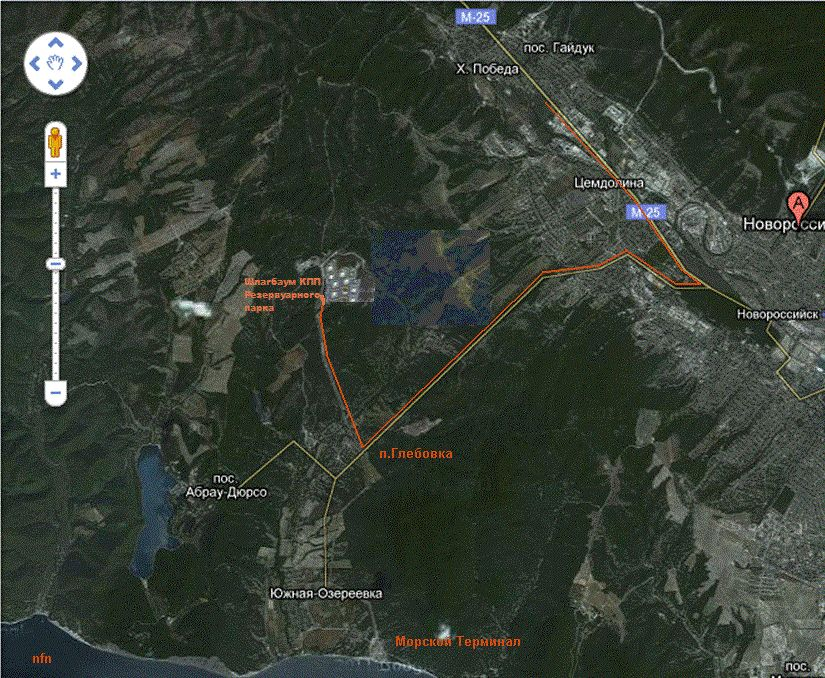 М-25
пос. Гайдук
Х. Победа
Цемдолина
М-25
A
Новоросси
Шлагбаум КПП
Резервуарного
парка
Новороссийск
п.Глебовка
пос.
Абрау-Дюрсо
Южная-Озереевка
Морской Терминал
nfn
пос.